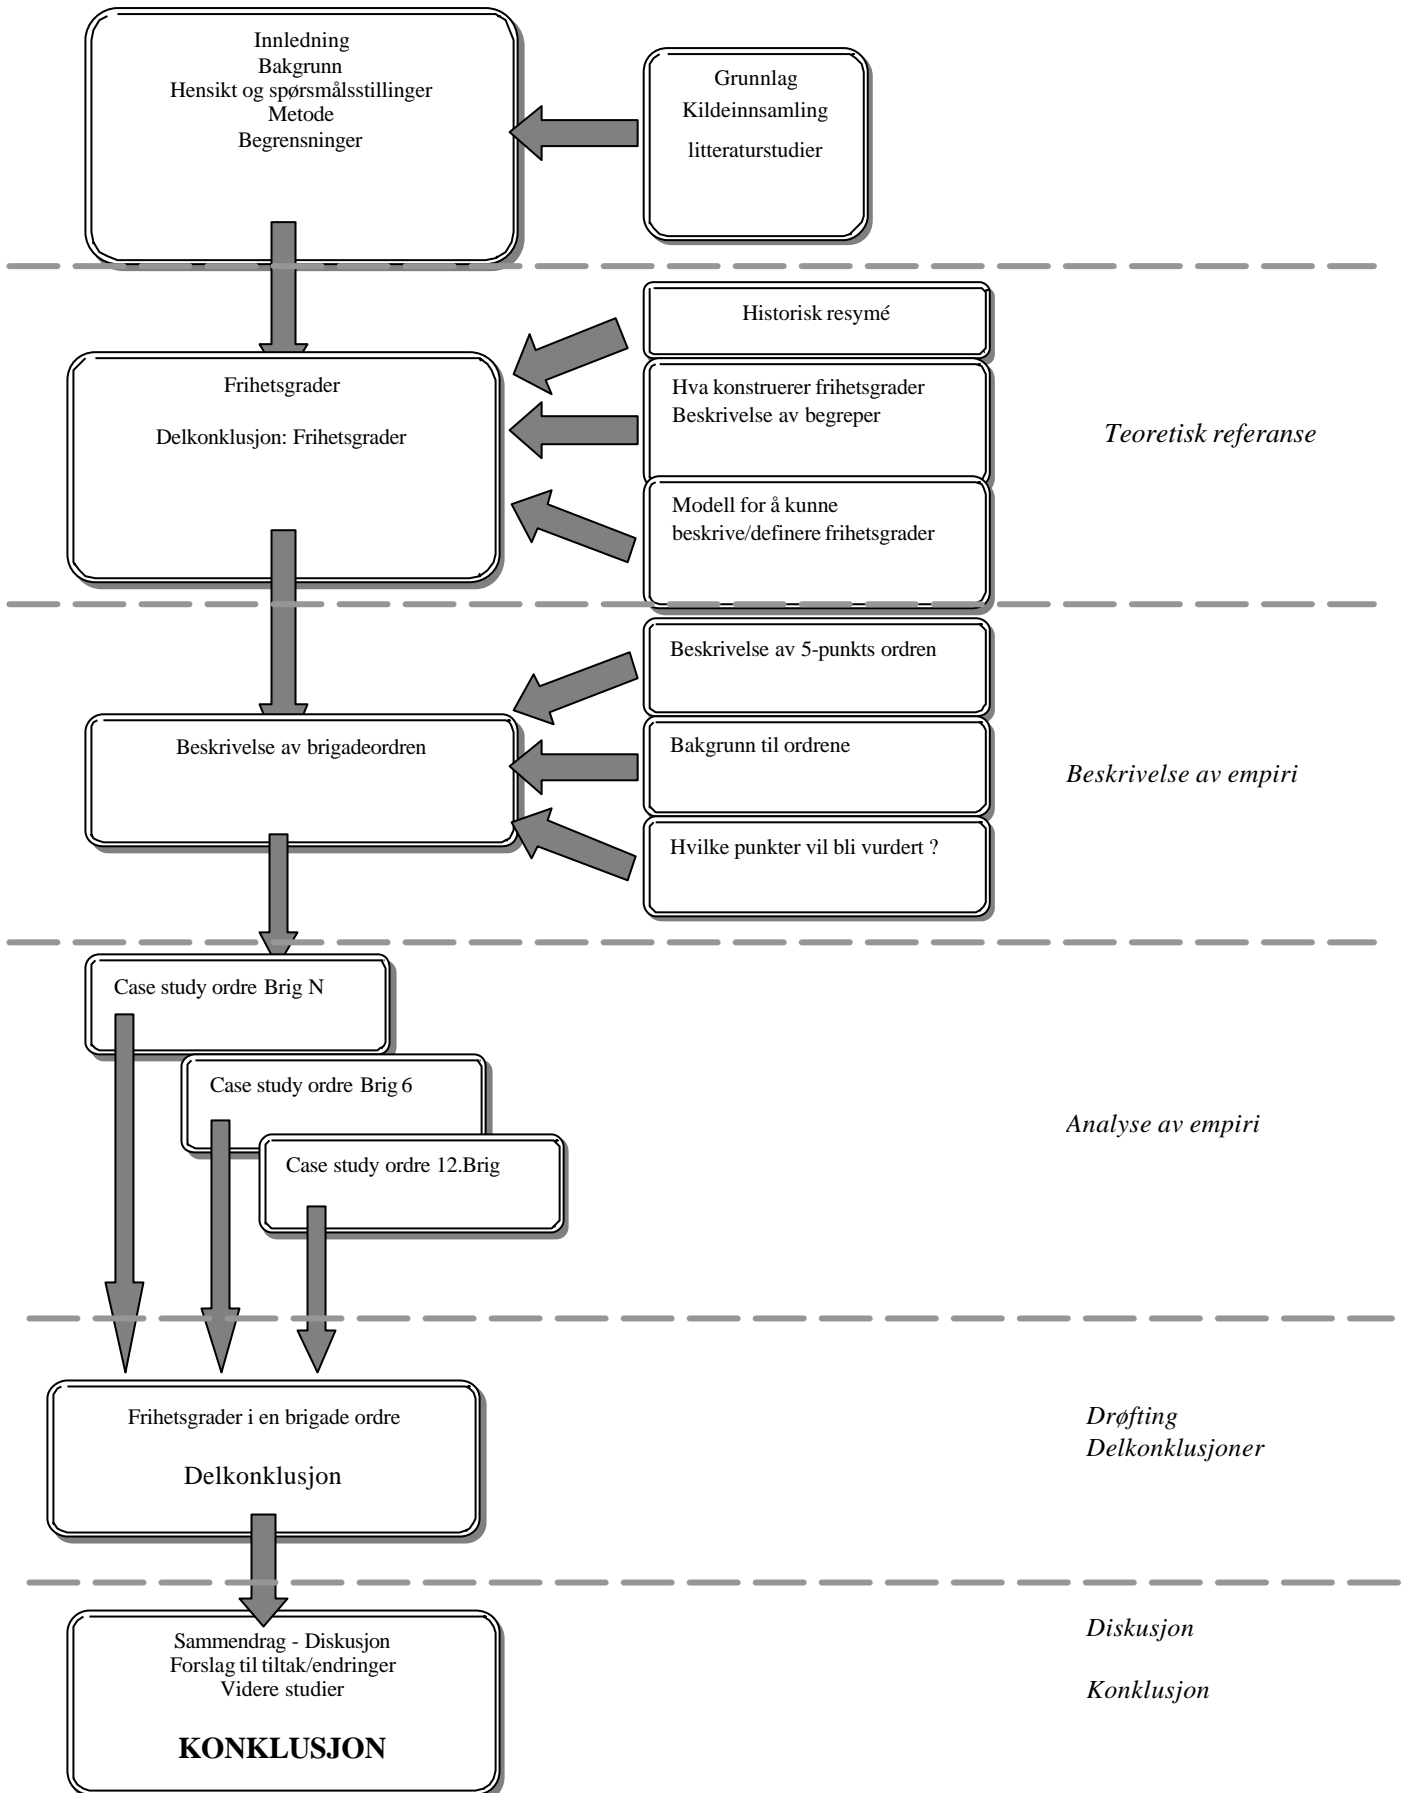 Innledning
Bakgrunn
Hensikt og spørsmålsstillinger
Metode
Begrensninger
Grunnlag
Kildeinnsamling
litteraturstudier
Historisk resymé
Frihetsgrader
Delkonklusjon: Frihetsgrader
Hva konstruerer frihetsgrader
Beskrivelse av begreper
Modell for å kunne
beskrive/definere frihetsgrader
Teoretisk referanse
Beskrivelse av brigadeordren
Beskrivelse av 5-punkts ordren
Bakgrunn til ordrene
Hvilke punkter vil bli vurdert ?
Beskrivelse av empiri
Case study ordre Brig N
Case study ordre Brig 6
Case study ordre 12.Brig
Analyse av empiri
Frihetsgrader i en brigade ordre
Delkonklusjon
Drøfting
Delkonklusjoner
Sammendrag - Diskusjon
Forslag til tiltak/endringer
Videre studier
KONKLUSJON
Diskusjon
Konklusjon